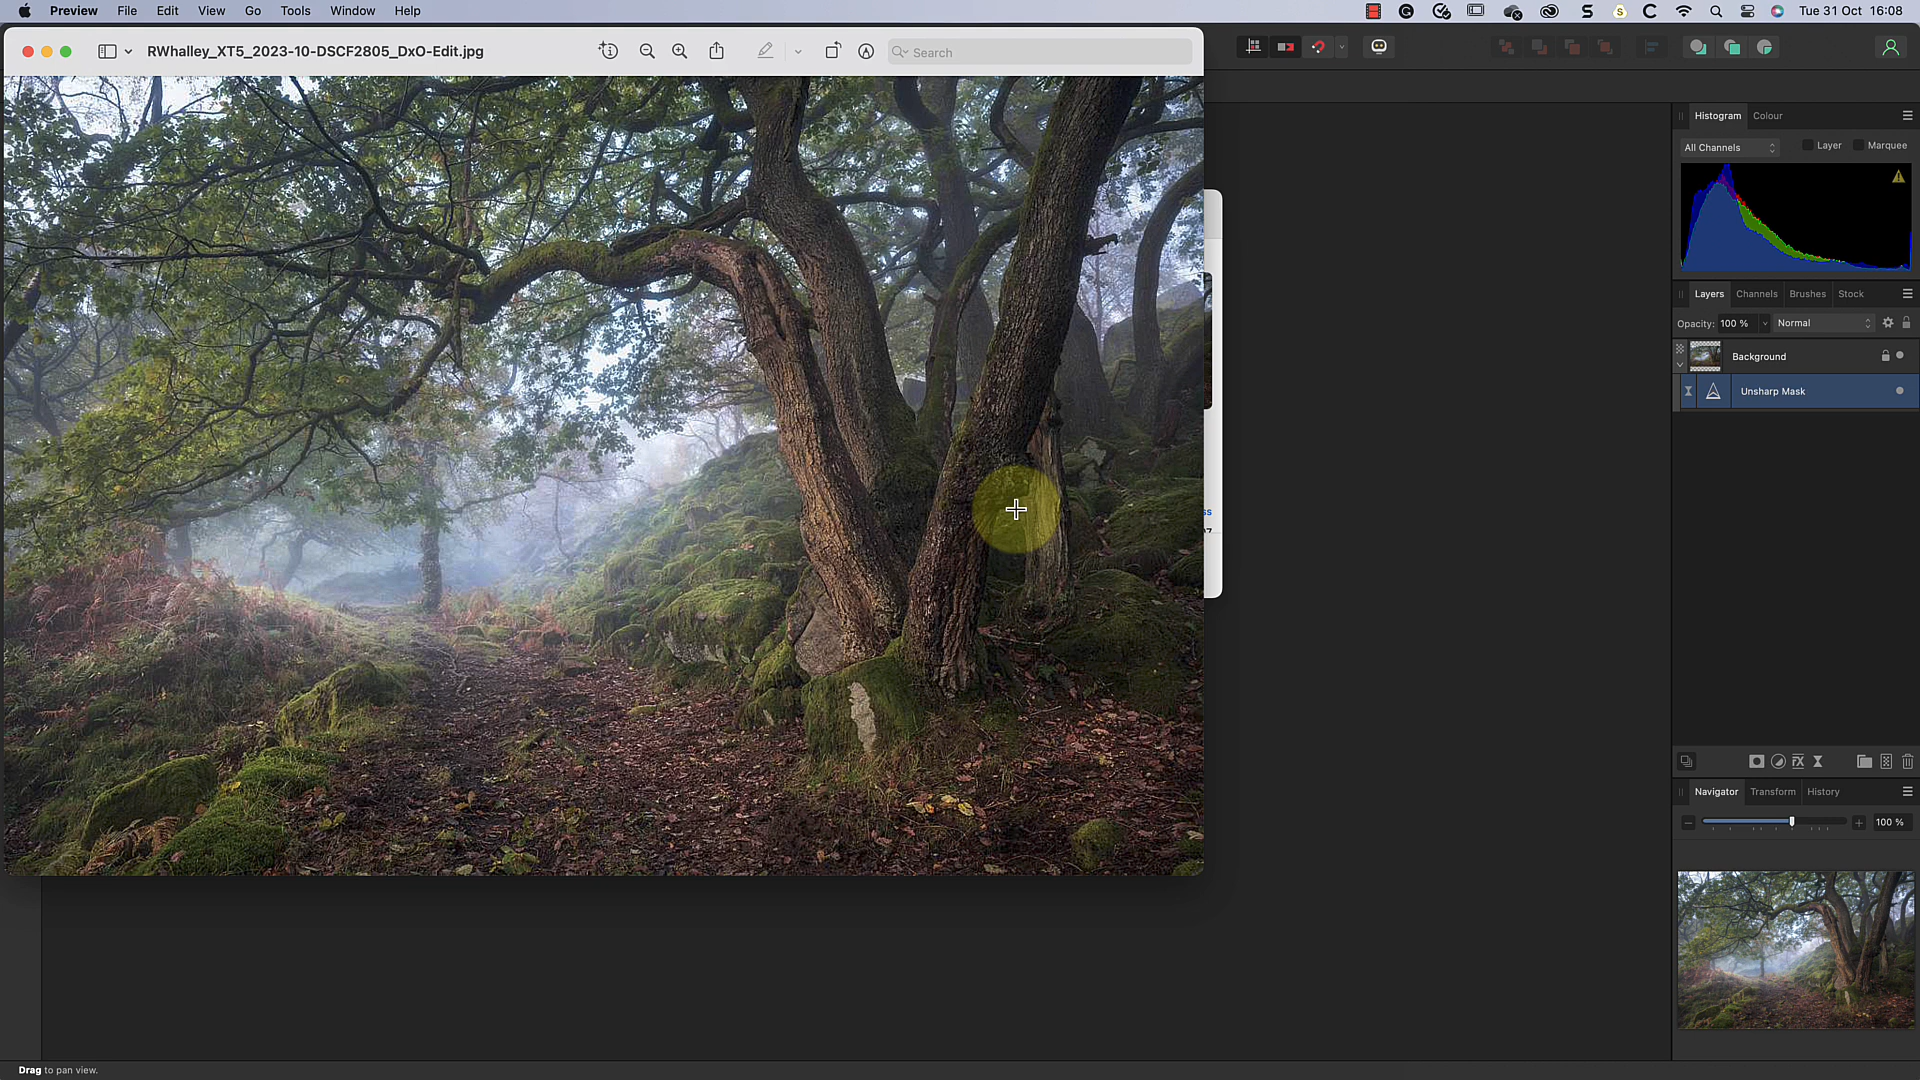 Preview File Edit View Go Tools Window Help
Tue 31 Oct 16:08
RWhalley_XT5_2023-10-DSCF2805_DxO-Edit.jpg
Search
Histogram Colour
All Channels Layer Marquee
Layers Channels Brushes Stock
Opacity: 100 % Normal
Background
Unsharp Mask
ss
Navigator Transform History
100 %
Drag to pan view.